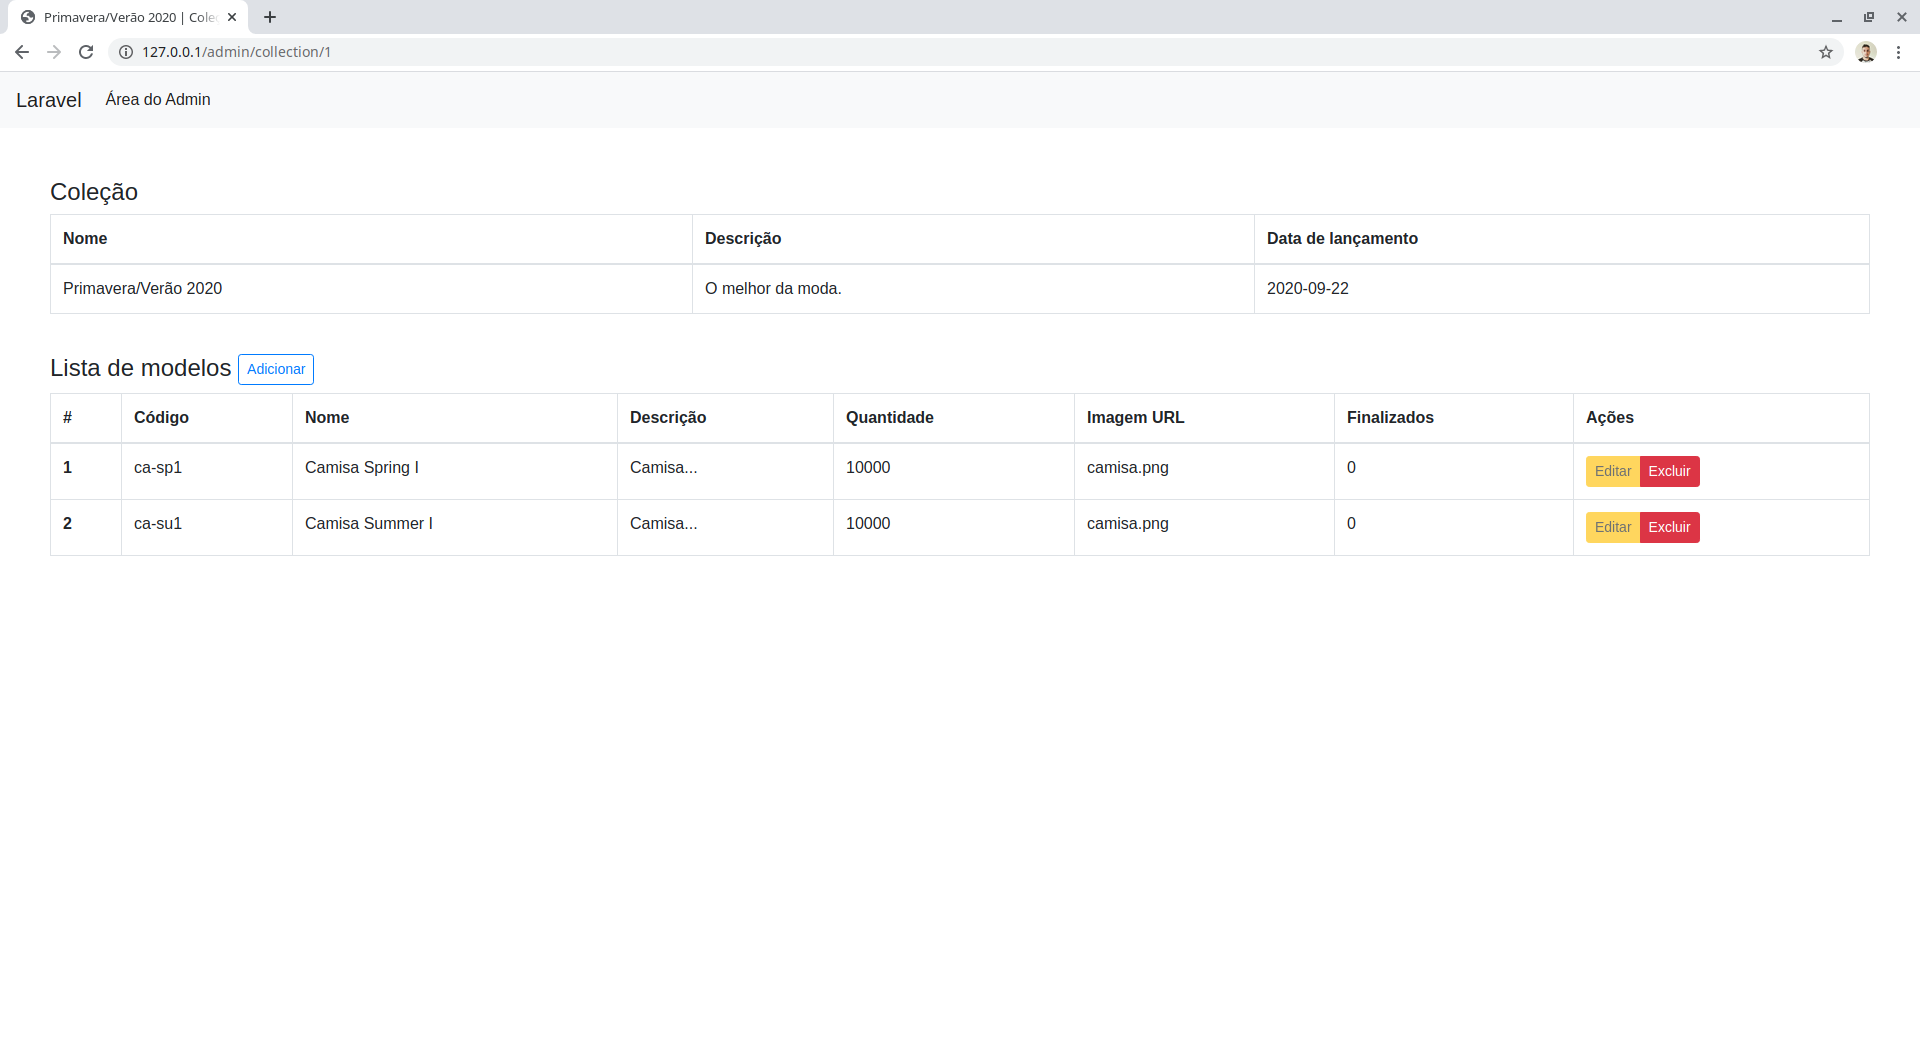 Primavera/Verão 2020 | Cole
127.0.0.1/admin/collection/1
Laravel Área do Admin
Coleção
Nome Descrição Data de lançamento
Primavera/Verão 2020 O melhor da moda. 2020-09-22
Lista de modelos Adicionar
# Código Nome Descrição Quantidade Imagem URL Finalizados Ações
1 ca-sp1 Camisa Spring I Camisa... 10000 camisa.png 0 Editar Excluir
2 ca-su1 Camisa Summer I Camisa... 10000 camisa.png 0 Editar Excluir